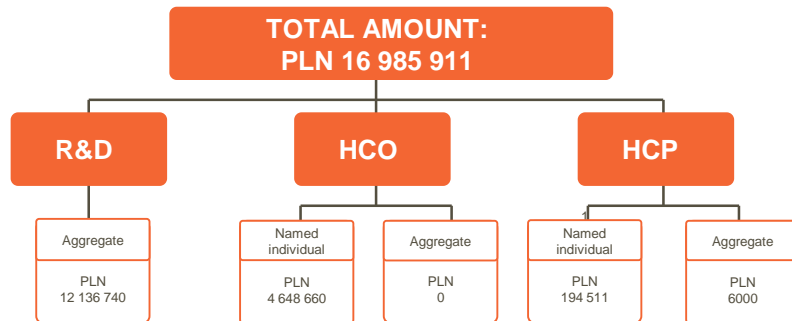 TOTAL AMOUNT:
PLN 16 985 911
R&D
HCO
HCP
1
Aggregate
Named
individual
Aggregate
Named
individual
Aggregate
PLN
12 136 740
PLN
4 648 660
PLN
0
PLN
194 511
PLN
6000